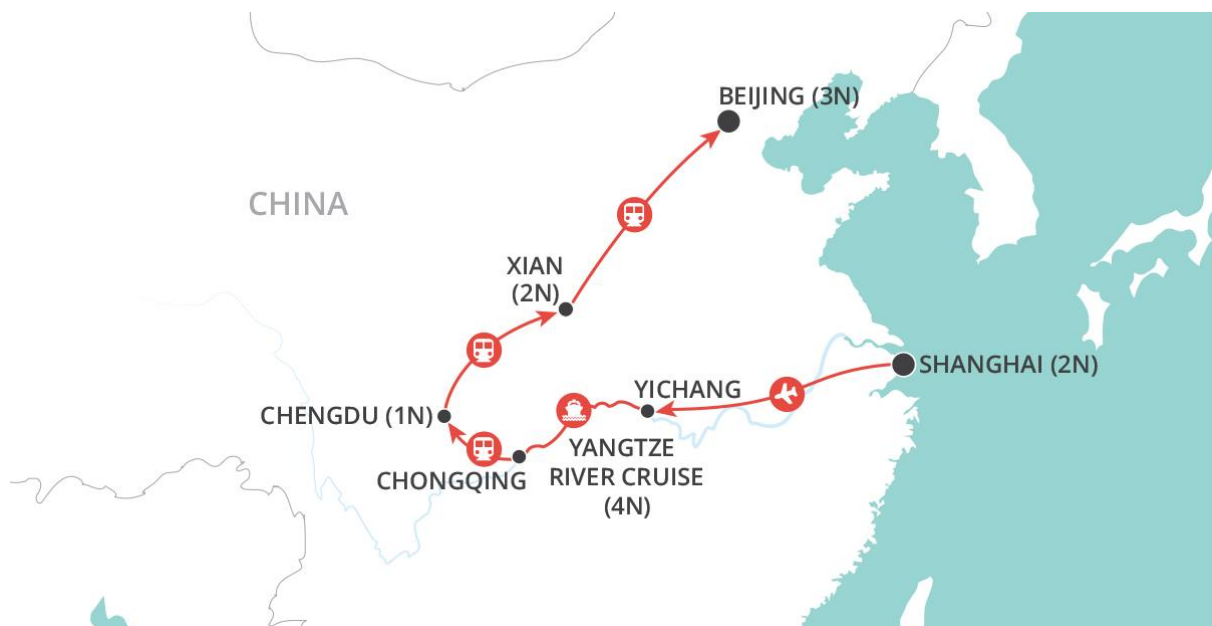 BEIJING (3N)
CHINA
XIAN
(2N)
SHANGHAI (2N)
YICHANG
CHENGDU (1N)
YANGTZE
RIVER CRUISE
(4N)
CHONGQING